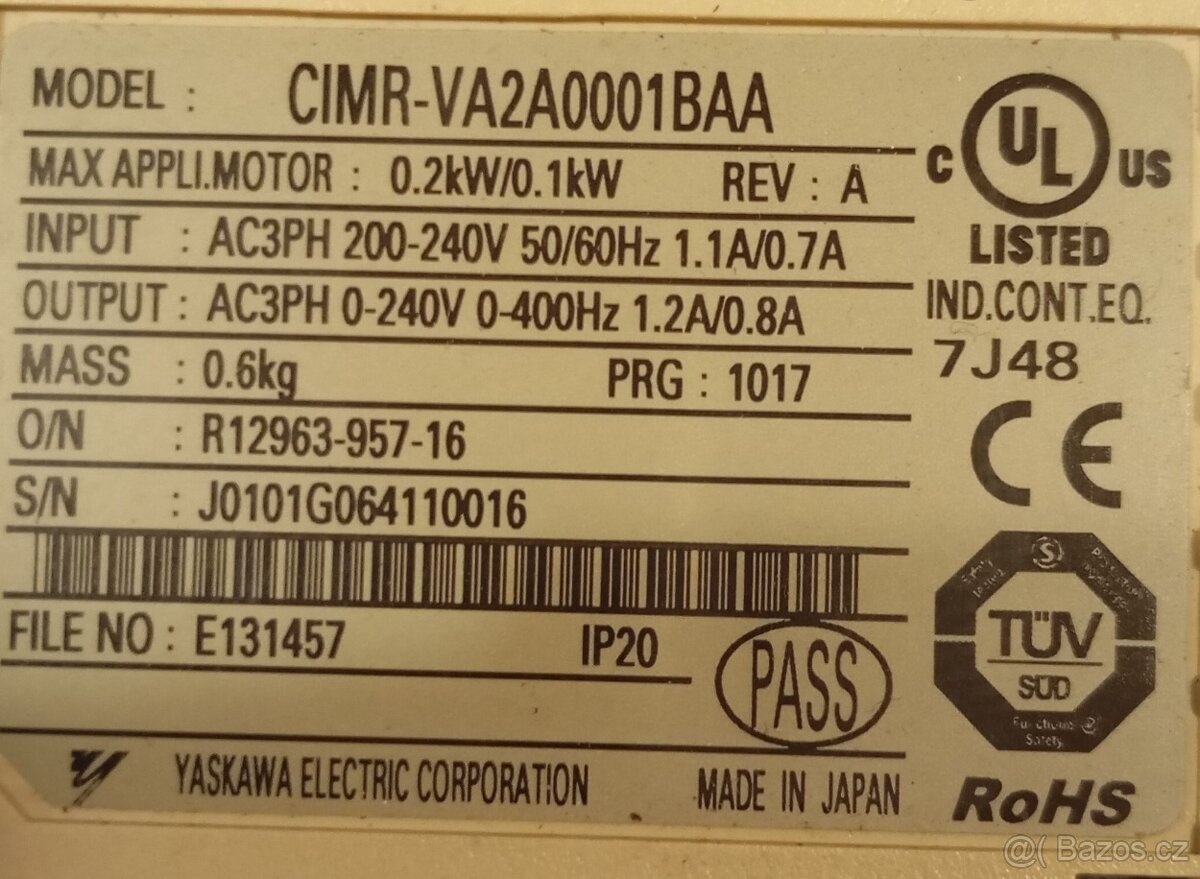 MODEL : CIMR-VA2A0001BAA
MAX APPLI.MOTOR : 0.2kW/0.1kW REV : A
INPUT : AC3PH 200-240V 50/60Hz 1.1A/0.7A
OUTPUT : AC3PH 0-240V 0-400Hz 1.2A/0.8A
MASS : 0.6kg PRG : 1017
O/N : R12963-957-16
S/N : J0101G064110016
FILE NO : E131457 IP20
PASS
YASKAWA ELECTRIC CORPORATION MADE IN JAPAN
C UL US
LISTED
IND.CONT.EQ.
7J48
CE
TÜV
SÜD
Safety
RoHS
@( Bazos.cz